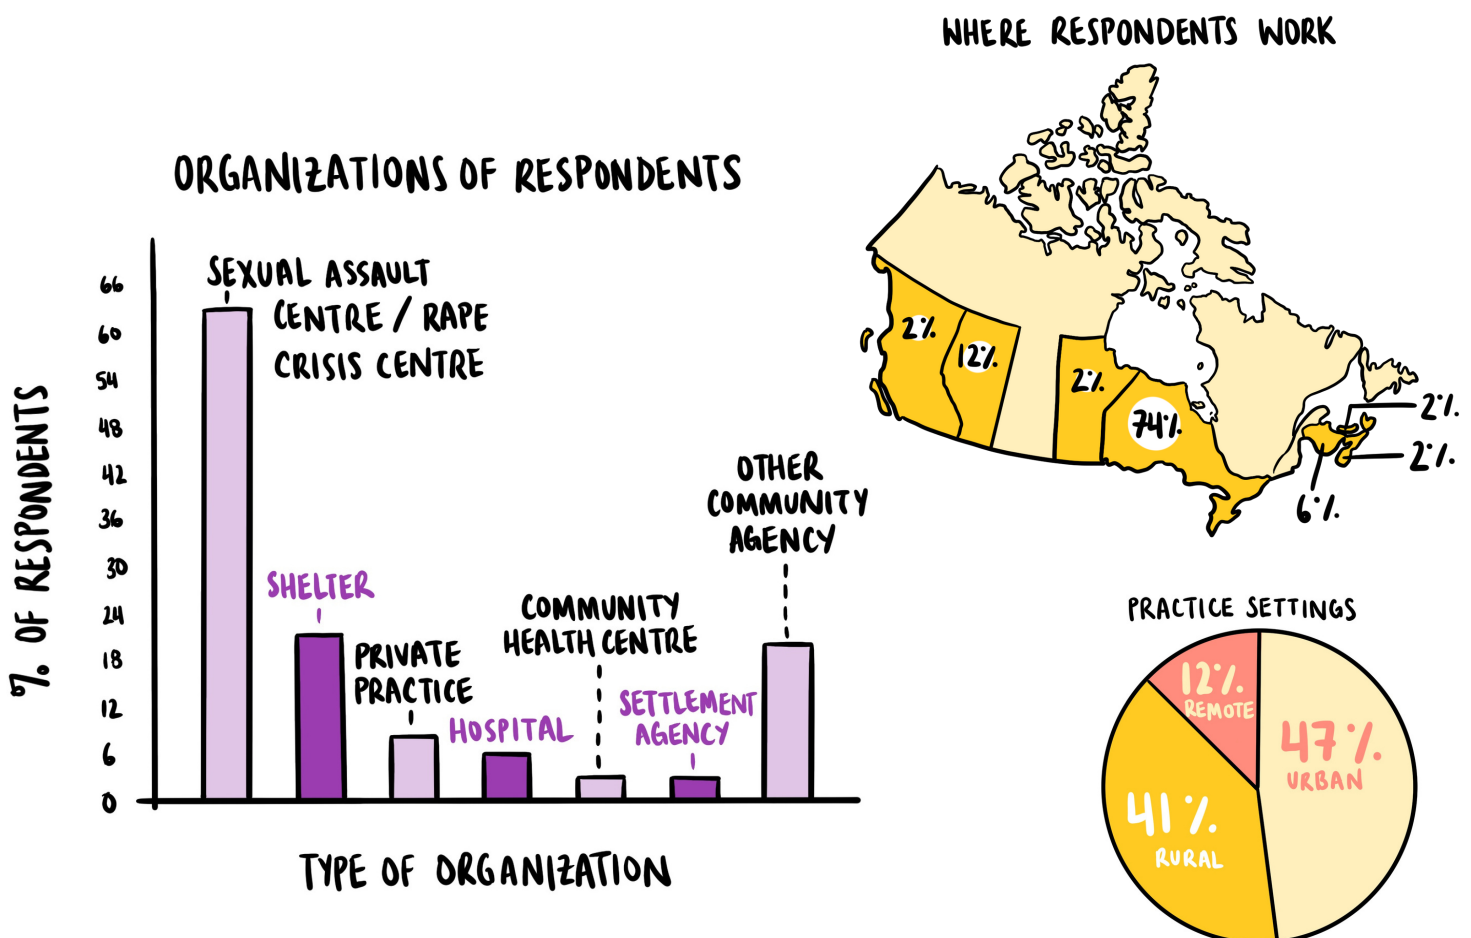 WHERE RESPONDENTS WORK
2%
12%
2%
74%
2%
2%
6%
ORGANIZATIONS OF RESPONDENTS
% OF RESPONDENTS
66
60
54
48
42
36
30
24
18
12
6
0
SEXUAL ASSAULT
CENTRE / RAPE
CRISIS CENTRE
SHELTER
PRIVATE
PRACTICE
HOSPITAL
COMMUNITY
HEALTH CENTRE
SETTLEMENT
AGENCY
OTHER
COMMUNITY
AGENCY
TYPE OF ORGANIZATION
PRACTICE SETTINGS
12%
REMOTE
47%
URBAN
41%
RURAL